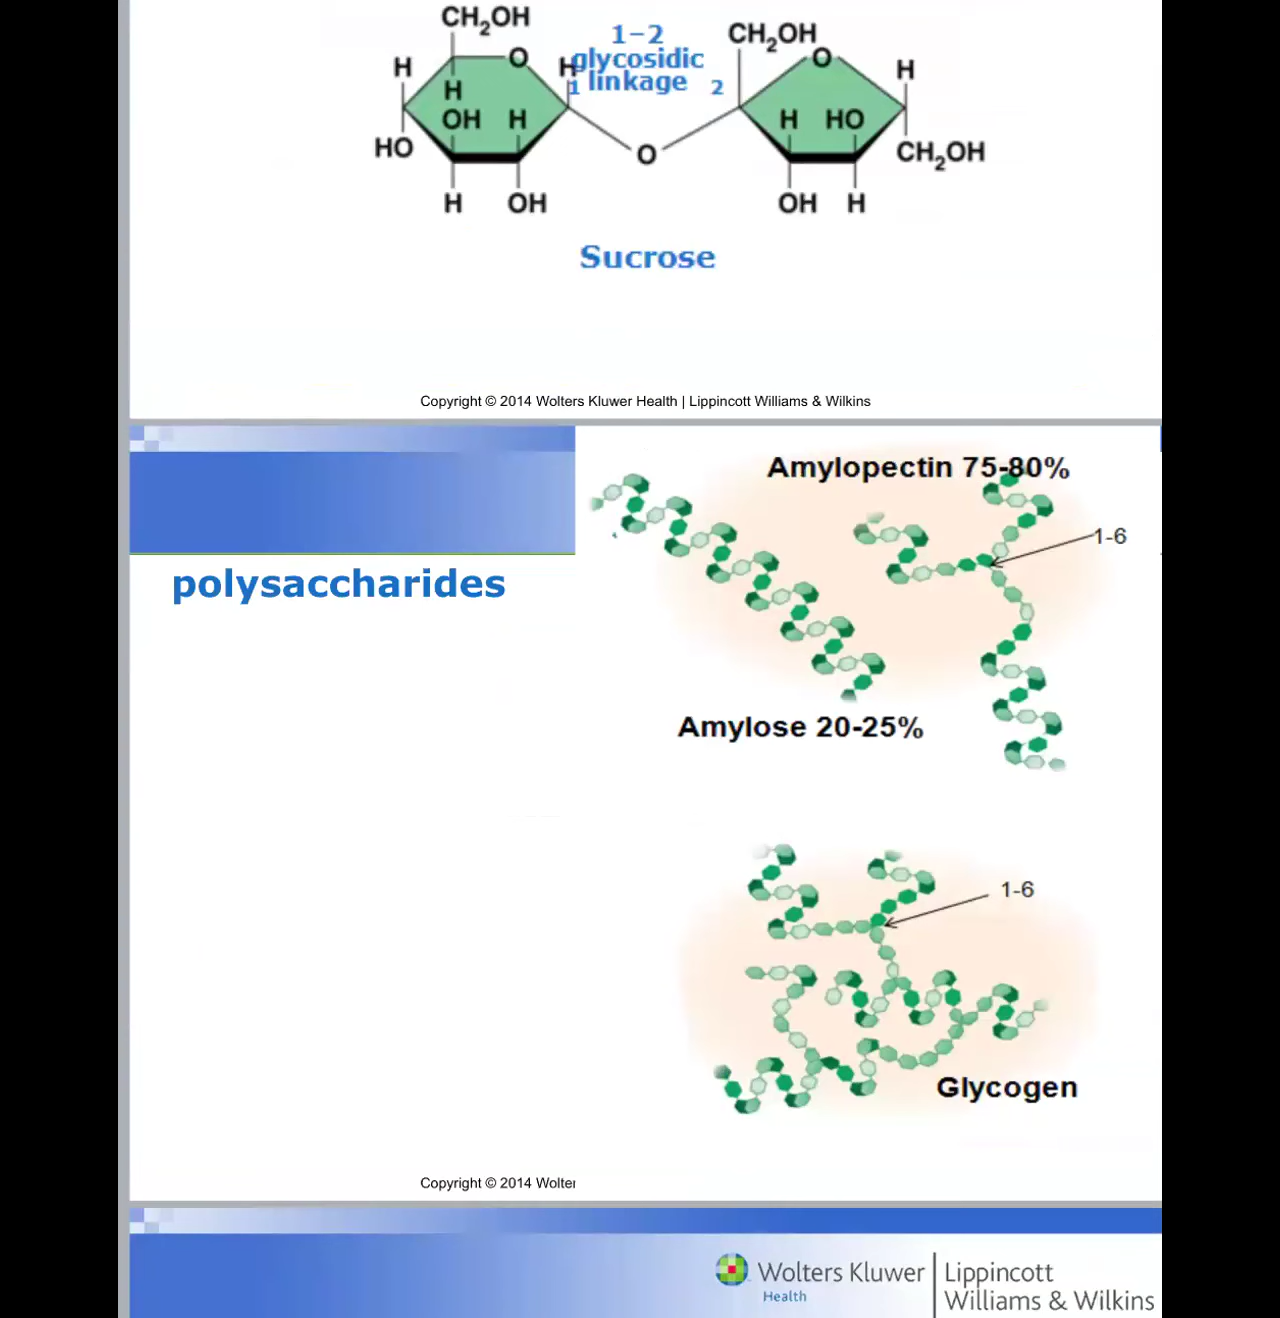 CH2OH
1-2
glycosidic
linkage
1
2
CH2OH
O
O
H
H
H
H
OH
H
H
HO
HO
O
CH2OH
H
OH
OH
H
Sucrose
Copyright © 2014 Wolters Kluwer Health | Lippincott Williams & Wilkins
Amylopectin 75-80%
1-6
polysaccharides
Amylose 20-25%
1-6
Glycogen
Copyright © 2014 Wolter
Wolters Kluwer
Health
Lippincott
Williams & Wilkins